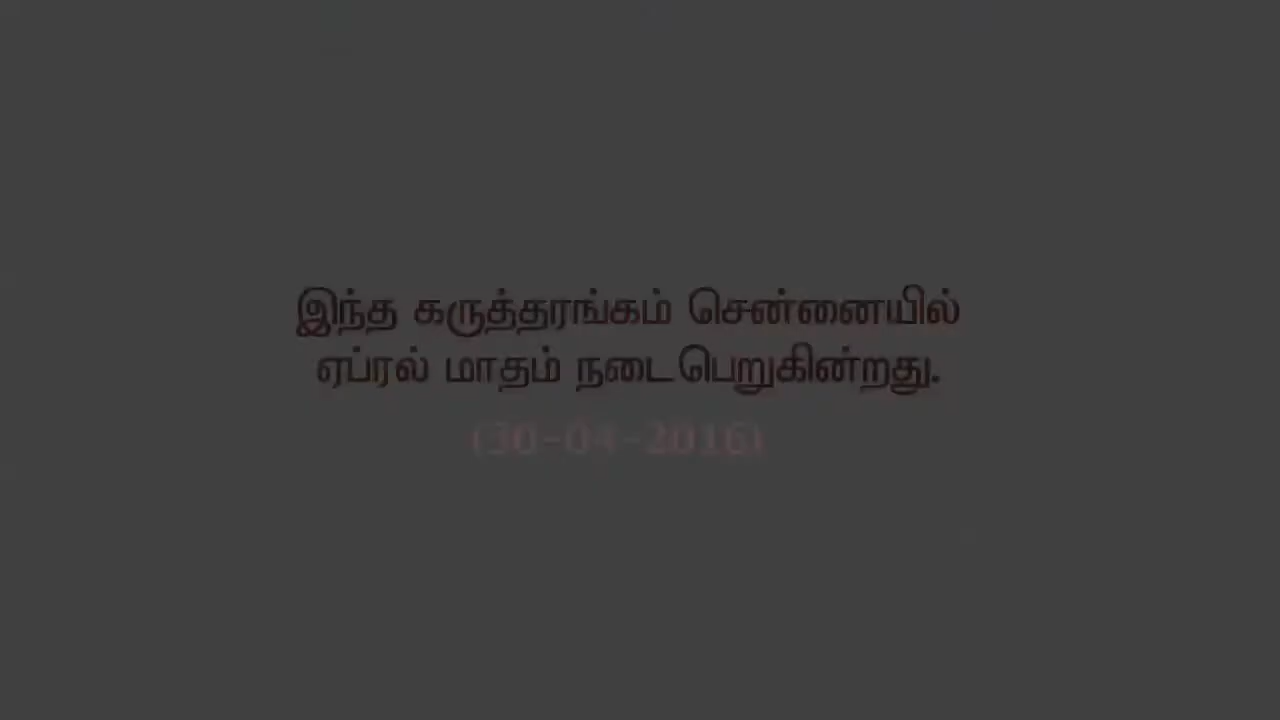 இந்த கருத்தரங்கம் சென்னையில்
ஏப்ரல் மாதம் நடைபெறுகின்றது.
(30-04-2016)